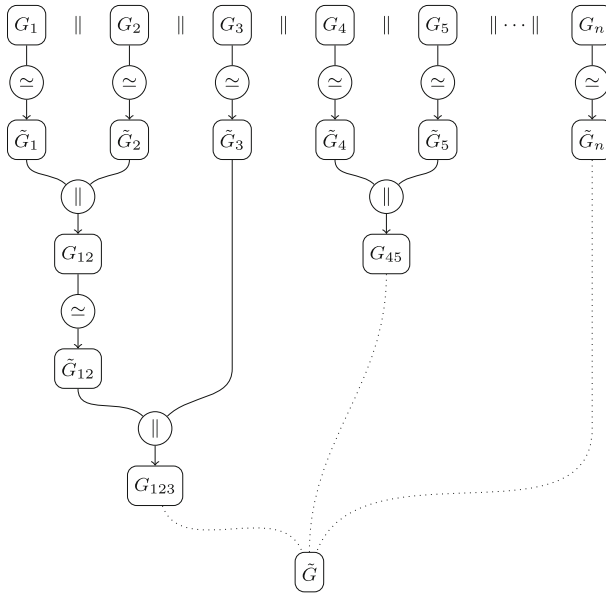 G₁ ∥ G₂ ∥ G₃ ∥ G₄ ∥ G₅ ∥ ⋯ ∥ Gₙ
≃ ≃ ≃ ≃ ≃ ≃
G̃₁ G̃₂ G̃₃ G̃₄ G̃₅ G̃ₙ
∥ ∥
G₁₂ G₄₅
≃
G̃₁₂
∥
G₁₂₃
G̃